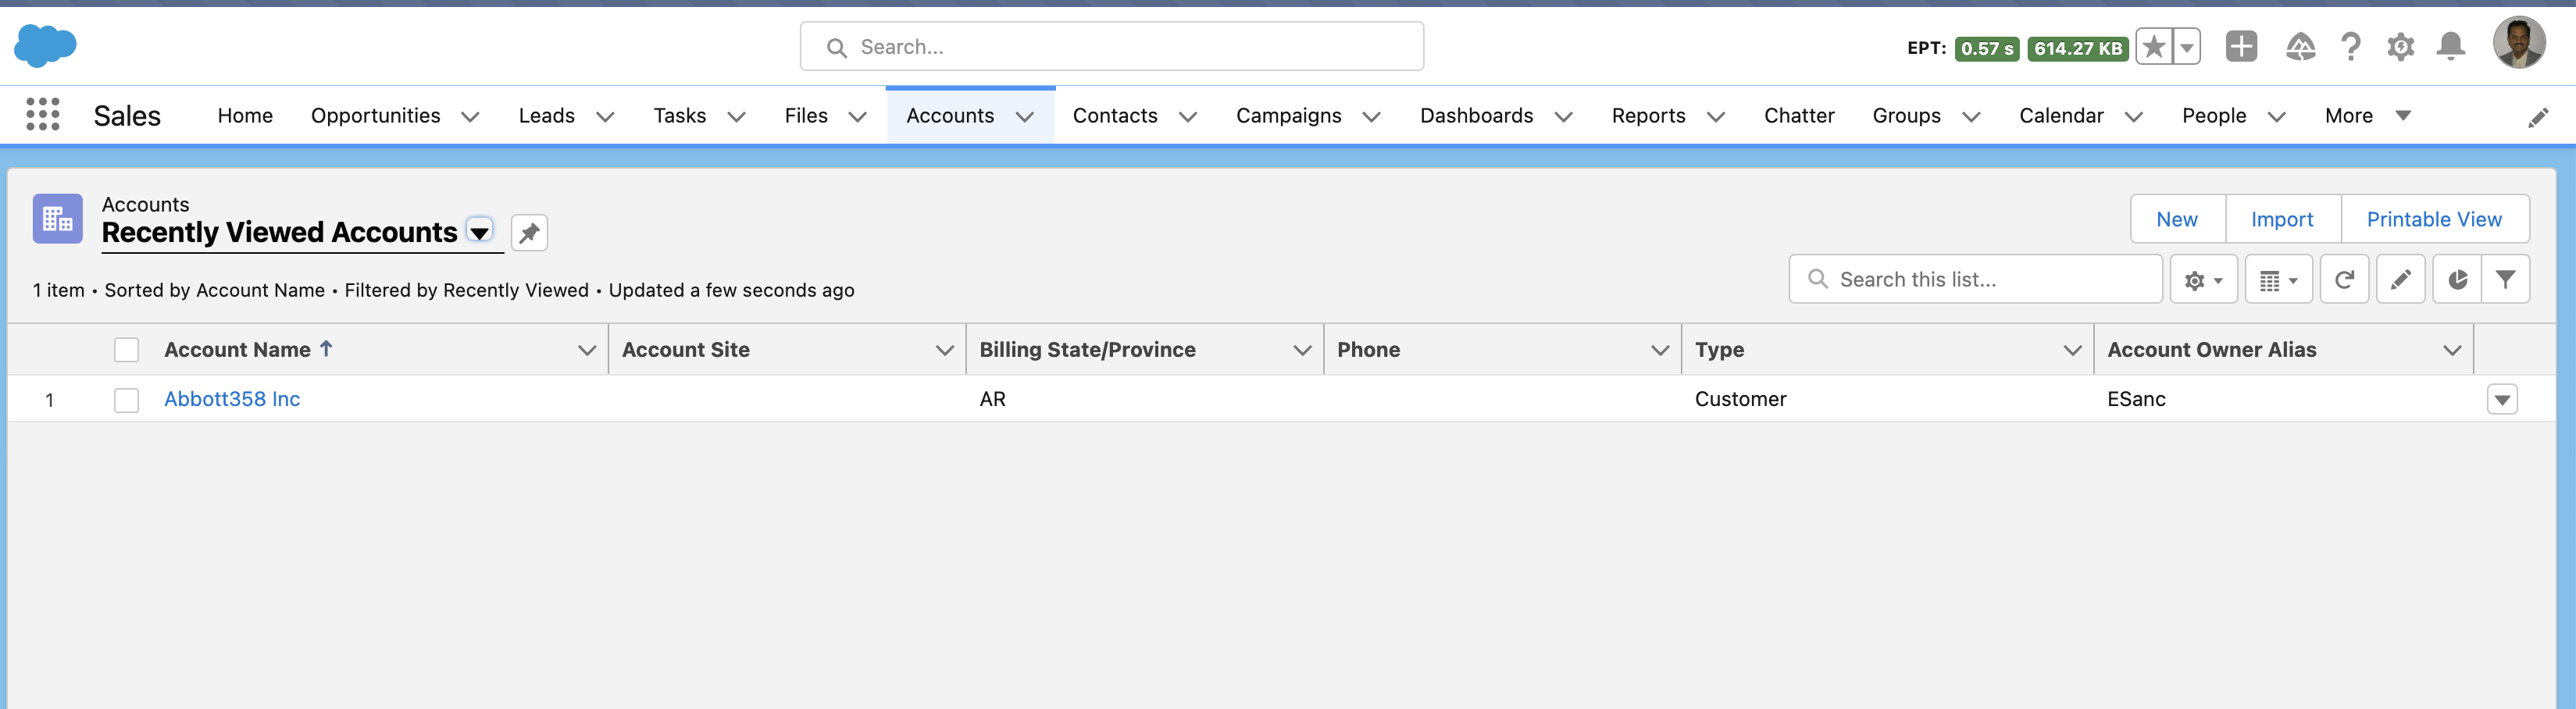 Search...
EPT: 0.57 s 614.27 KB
Sales Home Opportunities Leads Tasks Files Accounts Contacts Campaigns Dashboards Reports Chatter Groups Calendar People More
Accounts
Recently Viewed Accounts
New Import Printable View
1 item • Sorted by Account Name • Filtered by Recently Viewed • Updated a few seconds ago
Search this list...
Account Name ↑ Account Site Billing State/Province Phone Type Account Owner Alias
1 Abbott358 Inc AR Customer ESanc